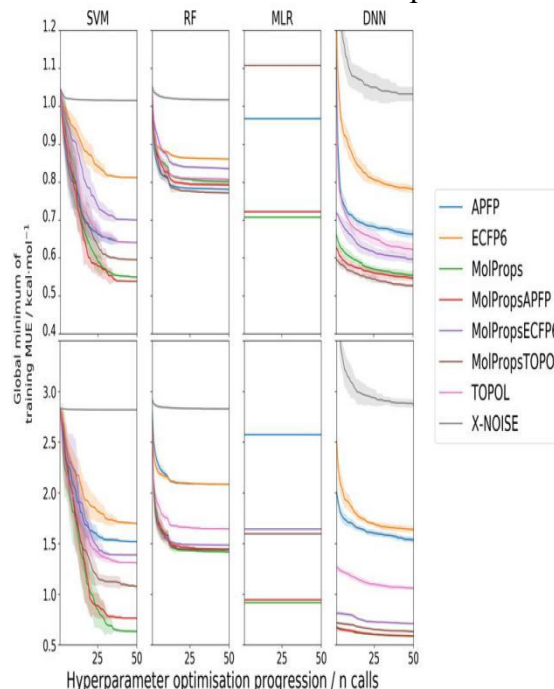 SVM RF MLR DNN
1.2
1.1
1.0
0.9
0.8
0.7
0.6
0.5
0.4
Global minimum of
training MUE / kcal·mol⁻¹
3.0
2.5
2.0
1.5
1.0
0.5
25 50 25 50 25 50 25 50
Hyperparameter optimisation progression / n calls
APFP
ECFP6
MolProps
MolPropsAPFP
MolPropsECFP6
MolPropsTOPO
TOPOL
X-NOISE